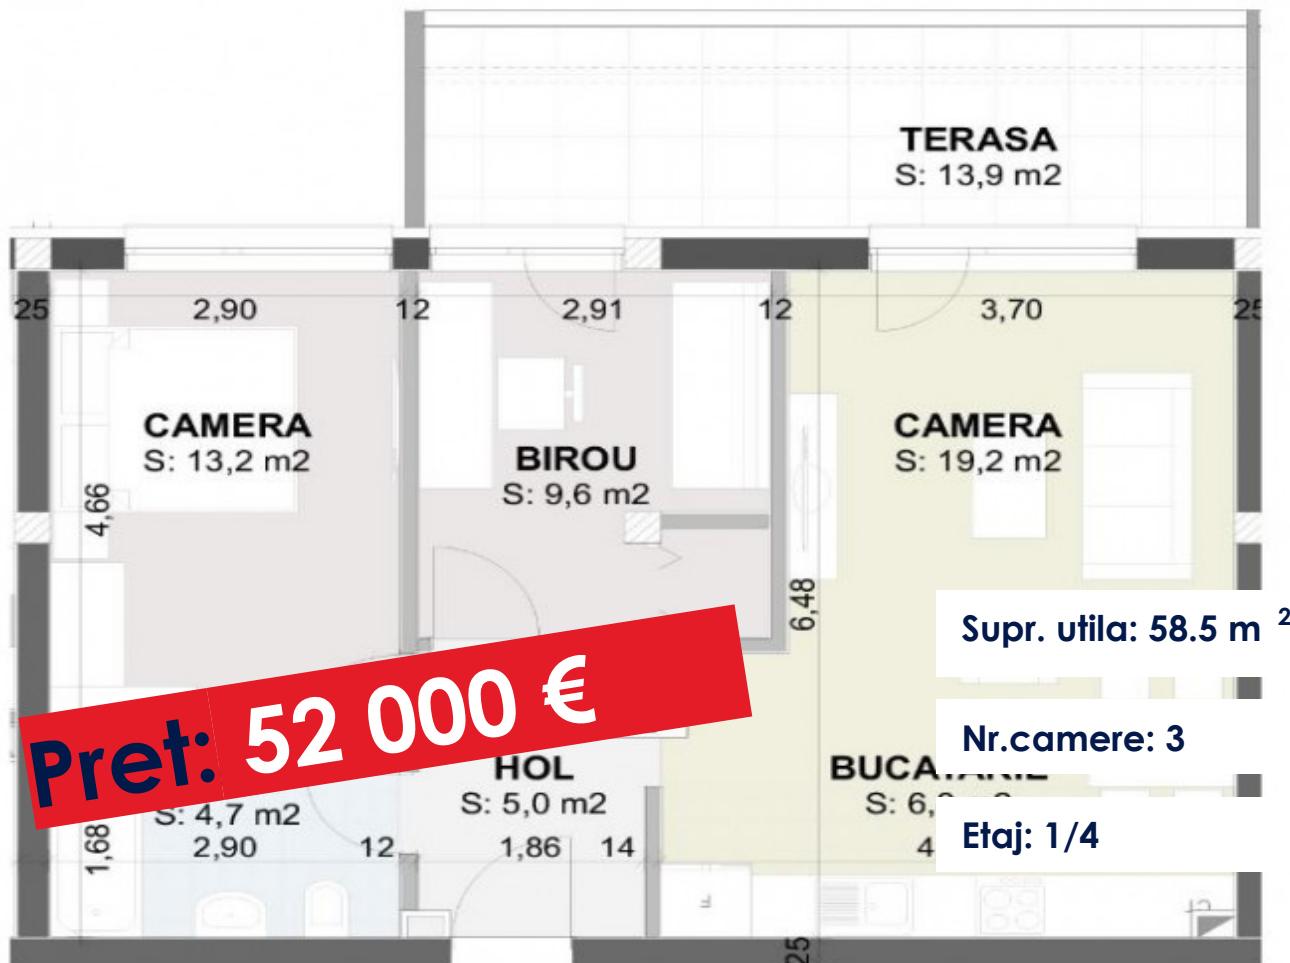 TERASA
S: 13,9 m2
25
2,90
12
2,91
12
3,70
25
CAMERA
S: 13,2 m2
BIROU
S: 9,6 m2
CAMERA
S: 19,2 m2
4,66
6,48
Supr. utila: 58.5 m 2
Pret: 52 000 €
Nr.camere: 3
HOL
S: 5,0 m2
S: 4,7 m2
Etaj: 1/4
1,68
2,90
12
1,86
14
25